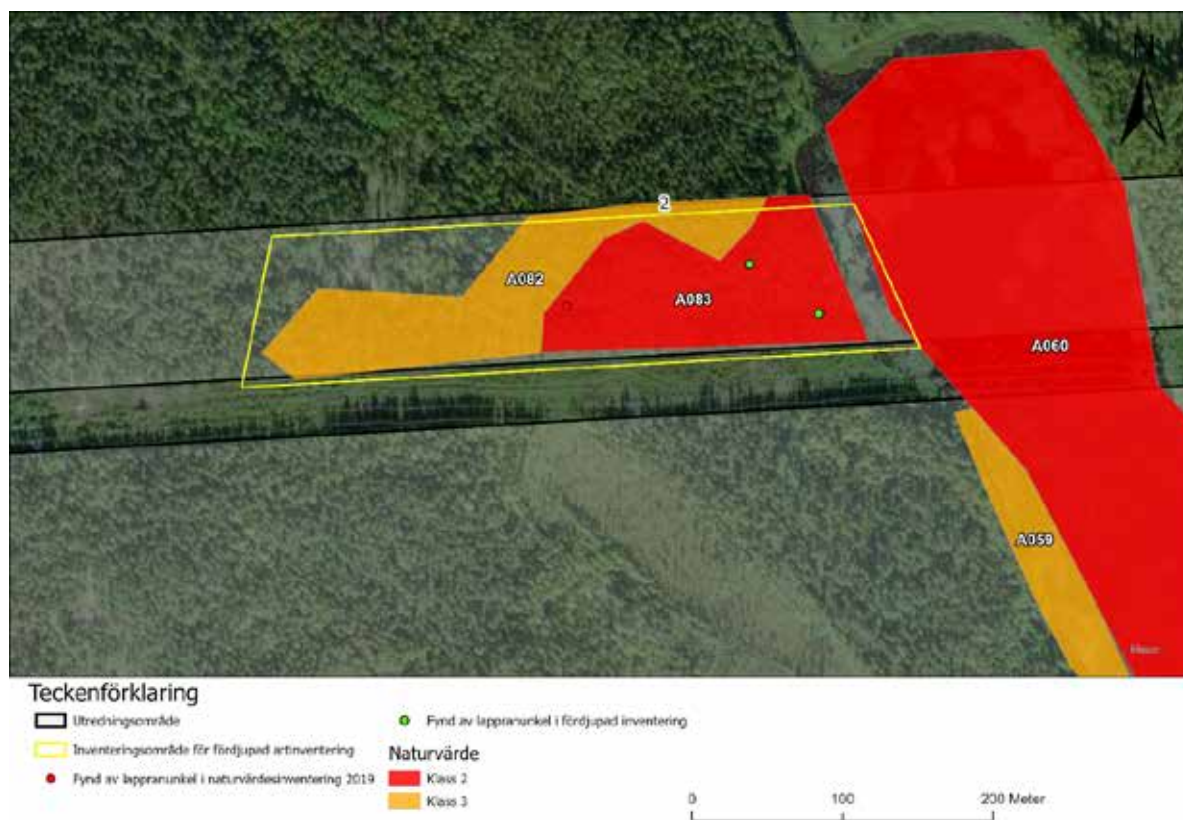 N
2
A082
A083
A060
A059
Teckenförklaring
Utredningsområde
Inventeringsområde för fördjupad artinventering
Fynd av lappranunkel i naturvärdesinventering 2019
Fynd av lappranunkel i fördjupad inventering
Naturvärde
Klass 2
Klass 3
0 100 200 Meter